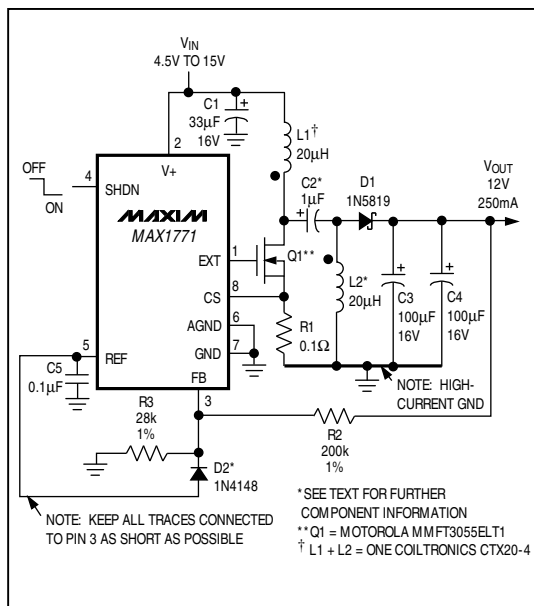 VIN
4.5V TO 15V
C1
33µF
16V
+
2
L1†
20µH
OFF
ON
4
SHDN
V+
MAXIM
MAX1771
C2*
1µF
+
D1
1N5819
VOUT
12V
250mA
EXT
1
Q1**
CS
8
AGND
6
GND
7
R1
0.1Ω
L2*
20µH
+
C3
100µF
16V
+
C4
100µF
16V
5
REF
C5
0.1µF
FB
3
NOTE: HIGH-
CURRENT GND
R3
28k
1%
R2
200k
1%
D2*
1N4148
NOTE: KEEP ALL TRACES CONNECTED
TO PIN 3 AS SHORT AS POSSIBLE
*SEE TEXT FOR FURTHER
COMPONENT INFORMATION
**Q1 = MOTOROLA MMFT3055ELT1
† L1 + L2 = ONE COILTRONICS CTX20-4